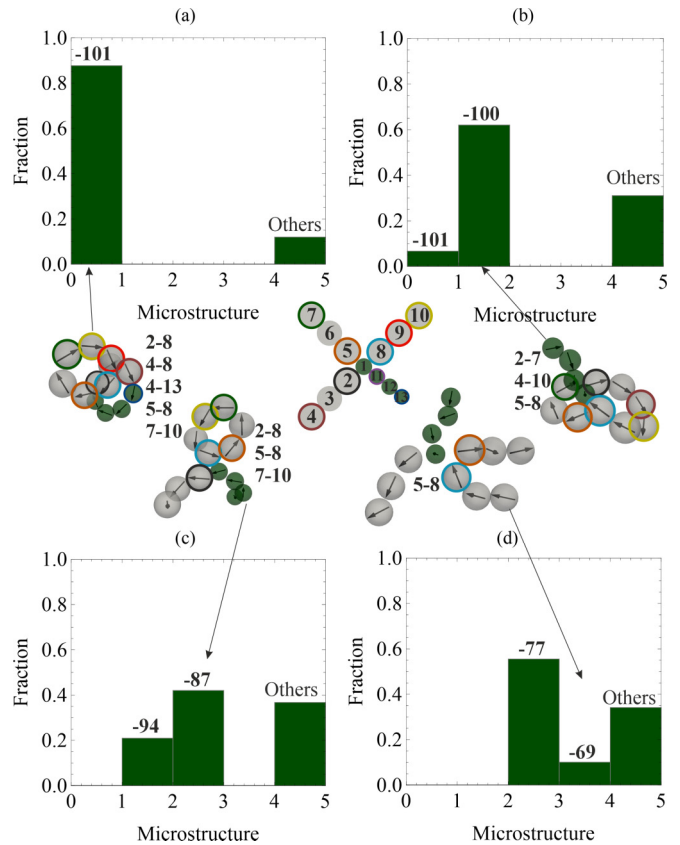 (a)
1.0
0.8
0.6
0.4
0.2
0.0
Fraction
-101
Others
0 1 2 3 4 5
Microstructure
(b)
1.0
0.8
0.6
0.4
0.2
0.0
Fraction
-101
-100
Others
0 1 2 3 4 5
Microstructure
2-8
4-8
4-13
5-8
7-10
7
6
5
2
3
4
10
9
8
1
11
12
13
2-7
4-10
5-8
2-8
5-8
7-10
5-8
(c)
1.0
0.8
0.6
0.4
0.2
0.0
Fraction
-94
-87
Others
0 1 2 3 4 5
Microstructure
(d)
1.0
0.8
0.6
0.4
0.2
0.0
Fraction
-77
-69
Others
0 1 2 3 4 5
Microstructure